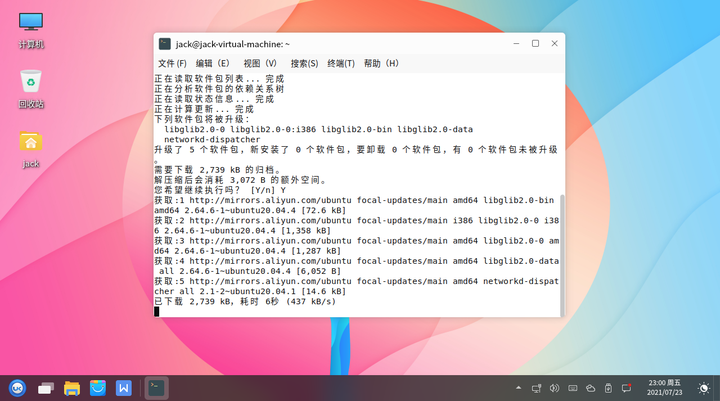 计算机
回收站
jack
jack@jack-virtual-machine: ~
文件(F) 编辑(E) 视图(V) 搜索(S) 终端(T) 帮助(H)
正在读取软件包列表... 完成
正在分析软件包的依赖关系树
正在读取状态信息... 完成
正在计算更新... 完成
下列软件包将被升级：
libglib2.0-0 libglib2.0-0:i386 libglib2.0-bin libglib2.0-data
networkd-dispatcher
升级了 5 个软件包，新安装了 0 个软件包，要卸载 0 个软件包，有 0 个软件包未被升级
。
需要下载 2,739 kB 的归档。
解压缩后会消耗 3,072 B 的额外空间。
您希望继续执行吗？ [Y/n] Y
获取:1 http://mirrors.aliyun.com/ubuntu focal-updates/main amd64 libglib2.0-bin
amd64 2.64.6-1~ubuntu20.04.4 [72.6 kB]
获取:2 http://mirrors.aliyun.com/ubuntu focal-updates/main i386 libglib2.0-0 i38
6 2.64.6-1~ubuntu20.04.4 [1,358 kB]
获取:3 http://mirrors.aliyun.com/ubuntu focal-updates/main amd64 libglib2.0-0 am
d64 2.64.6-1~ubuntu20.04.4 [1,287 kB]
获取:4 http://mirrors.aliyun.com/ubuntu focal-updates/main amd64 libglib2.0-data
all 2.64.6-1~ubuntu20.04.4 [6,052 B]
获取:5 http://mirrors.aliyun.com/ubuntu focal-updates/main amd64 networkd-dispat
cher all 2.1-2~ubuntu20.04.1 [14.6 kB]
已下载 2,739 kB，耗时 6秒 (437 kB/s)
UK
W
23:00 周五
2021/07/23